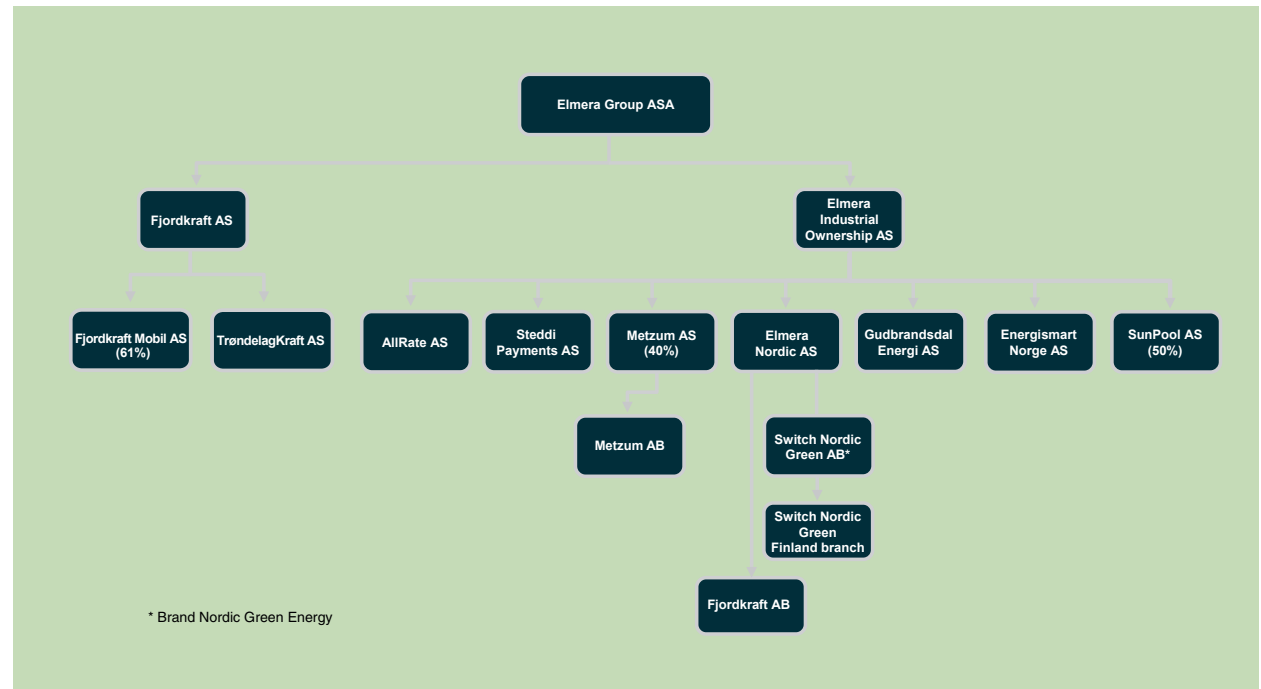 Elmera Group ASA
Fjordkraft AS
Elmera
Industrial
Ownership AS
Fjordkraft Mobil AS
(61%)
TrøndelagKraft AS
AllRate AS
Steddi
Payments AS
Metzum AS
(40%)
Elmera
Nordic AS
Gudbrandsdal
Energi AS
Energismart
Norge AS
SunPool AS
(50%)
Metzum AB
Switch Nordic
Green AB*
Switch Nordic
Green
Finland branch
Fjordkraft AB
* Brand Nordic Green Energy